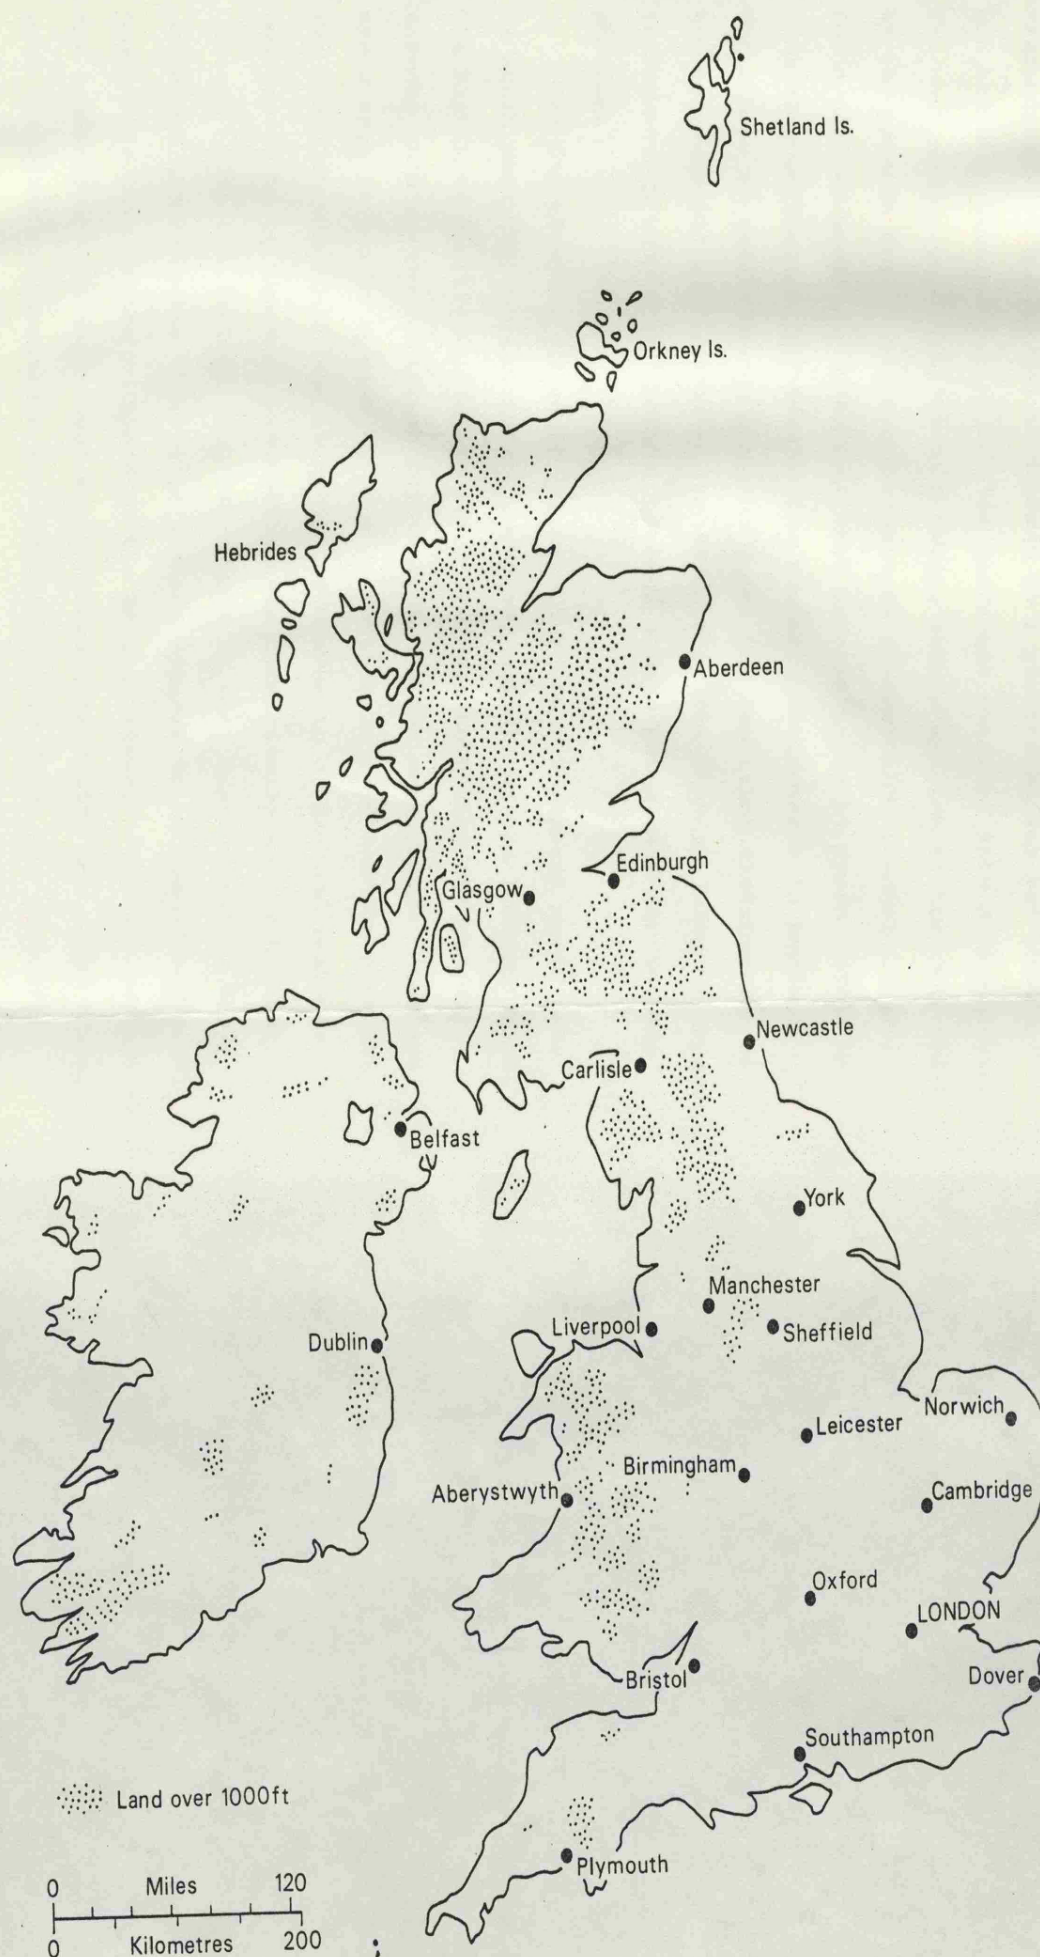 Shetland Is.
Orkney Is.
Hebrides
Aberdeen
Edinburgh
Glasgow
Newcastle
Carlisle
Belfast
York
Manchester
Liverpool
Sheffield
Dublin
Norwich
Leicester
Birmingham
Aberystwyth
Cambridge
Oxford
LONDON
Bristol
Dover
Southampton
Land over 1000ft
Plymouth
0 Miles 120
0 Kilometres 200